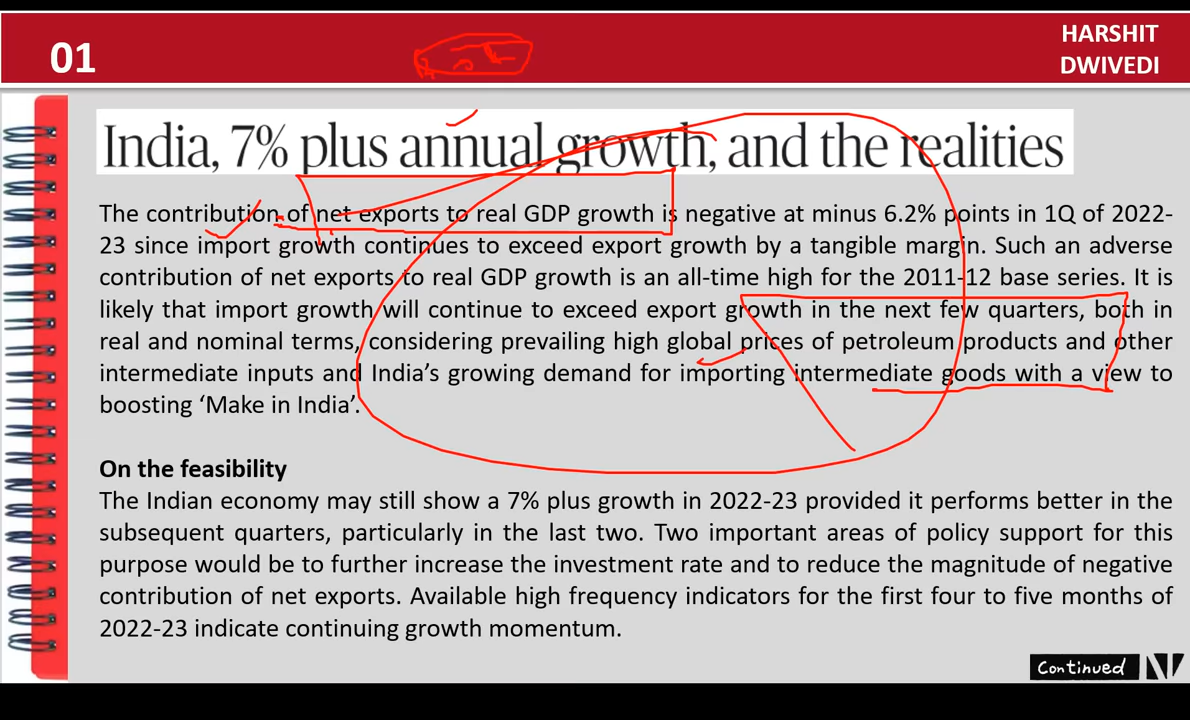 01
HARSHIT
DWIVEDI
India, 7% plus annual growth, and the realities
The contribution of net exports to real GDP growth is negative at minus 6.2% points in 1Q of 2022-
23 since import growth continues to exceed export growth by a tangible margin. Such an adverse
contribution of net exports to real GDP growth is an all-time high for the 2011-12 base series. It is
likely that import growth will continue to exceed export growth in the next few quarters, both in
real and nominal terms, considering prevailing high global prices of petroleum products and other
intermediate inputs and India’s growing demand for importing intermediate goods with a view to
boosting ‘Make in India’.
On the feasibility
The Indian economy may still show a 7% plus growth in 2022-23 provided it performs better in the
subsequent quarters, particularly in the last two. Two important areas of policy support for this
purpose would be to further increase the investment rate and to reduce the magnitude of negative
contribution of net exports. Available high frequency indicators for the first four to five months of
2022-23 indicate continuing growth momentum.
Continued